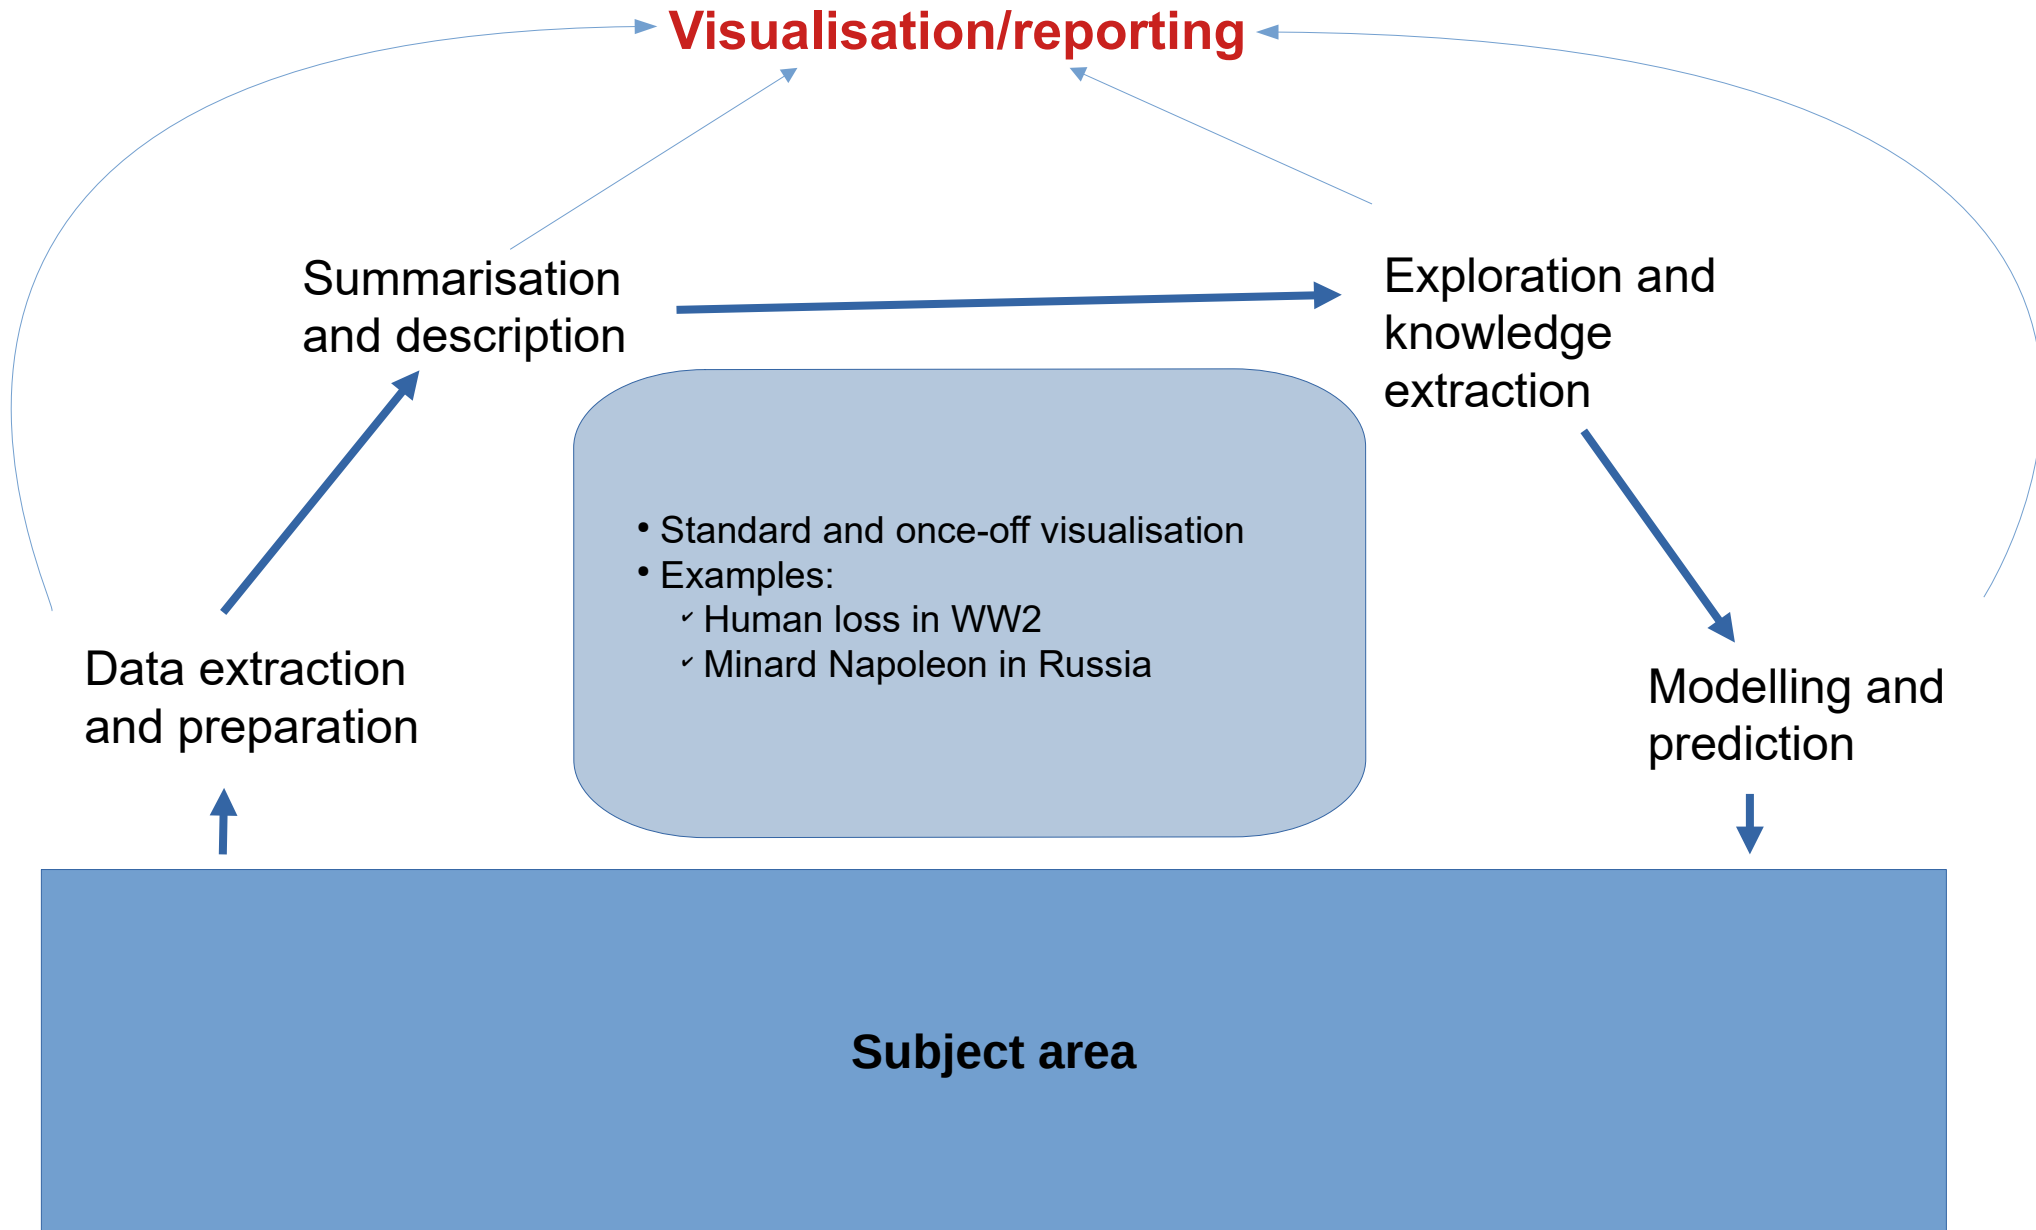 Visualisation/reporting
Summarisation
and description
Exploration and
knowledge
extraction
• Standard and once-off visualisation
• Examples:
✔ Human loss in WW2
✔ Minard Napoleon in Russia
Data extraction
and preparation
Modelling and
prediction
Subject area